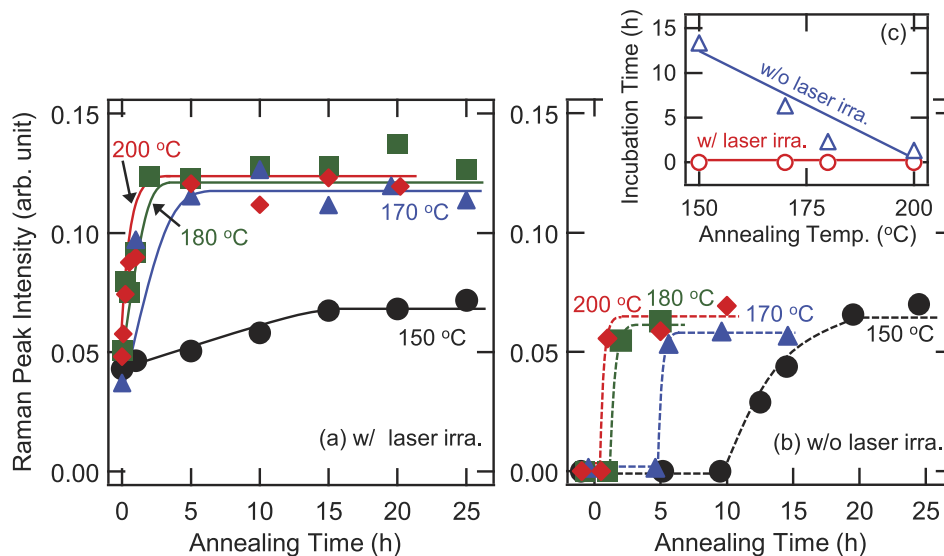 Raman Peak Intensity (arb. unit)
0.15
0.10
0.05
0.00
200 °C
180 °C
170 °C
150 °C
(a) w/ laser irra.
0 5 10 15 20 25
Annealing Time (h)
0.15
0.10
0.05
0.00
200 °C
180 °C
170 °C
150 °C
(b) w/o laser irra.
0 5 10 15 20 25
Annealing Time (h)
Incubation Time (h)
15
10
5
0
(c)
w/o laser irra.
w/ laser irra.
150 175 200
Annealing Temp. (°C)